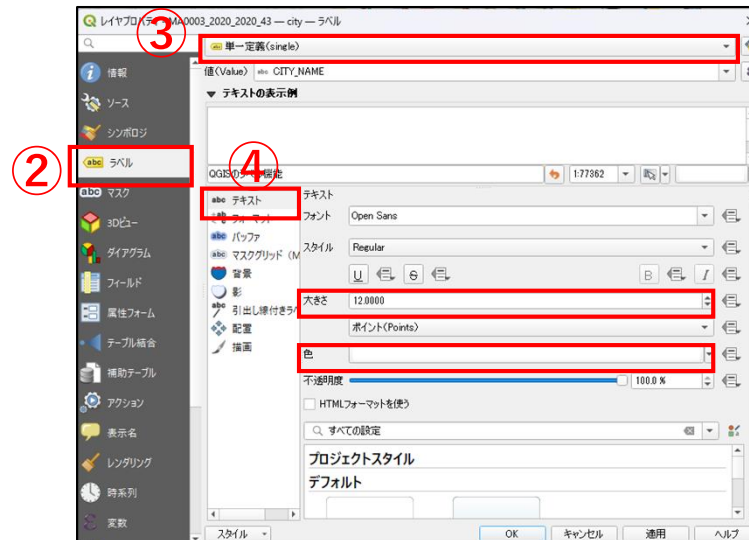 レイヤプロパティ — MA0003_2020_2020_43 — city — ラベル
③
単一定義(single)
値(Value) abc CITY_NAME
▼ テキストの表示例
②
情報
ソース
シンボロジ
abc ラベル
abc マスク
3Dビュー
ダイアグラム
フィールド
属性フォーム
テーブル結合
補助テーブル
アクション
表示名
レンダリング
時系列
変数
④
QGISのラベル機能
1:77362
abc テキスト
フォーマット
abc バッファ
abc マスクグリッド (M
背景
影
引出し線付きラベ
配置
描画
テキスト
フォント Open Sans
スタイル Regular
U S B I
大きさ 12.0000
ポイント(Points)
色
不透明度 100.0 %
HTMLフォーマットを使う
すべての設定
プロジェクトスタイル
デフォルト
スタイル OK キャンセル 適用 ヘルプ